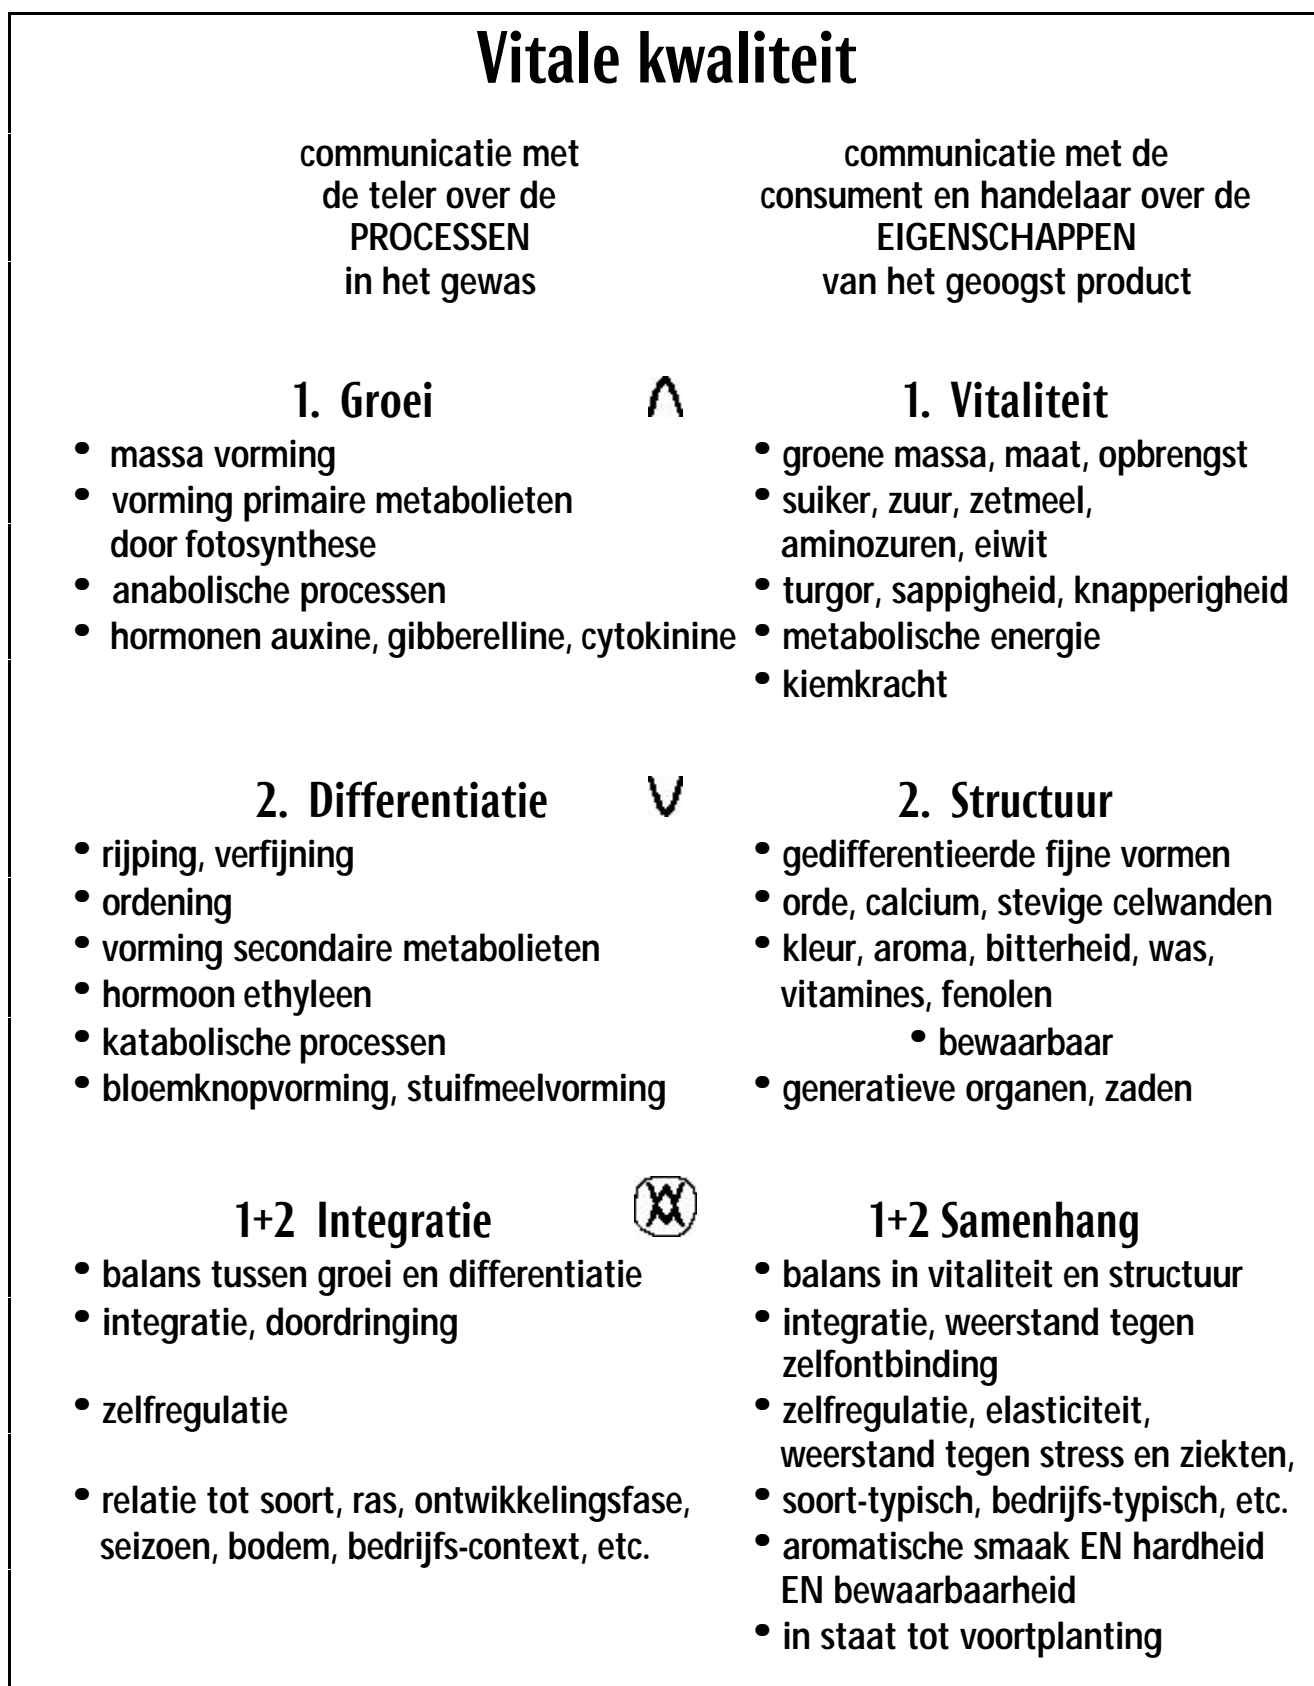 Vitale kwaliteit
communicatie met
de teler over de
PROCESSEN
in het gewas
communicatie met de
consument en handelaar over de
EIGENSCHAPPEN
van het geoogst product
1. Groei
• massa vorming
• vorming primaire metabolieten
door fotosynthese
• anabolische processen
• hormonen auxine, gibberelline, cytokinine
1. Vitaliteit
• groene massa, maat, opbrengst
• suiker, zuur, zetmeel,
aminozuren, eiwit
• turgor, sappigheid, knapperigheid
• metabolische energie
• kiemkracht
2. Differentiatie
• rijping, verfijning
• ordening
• vorming secondaire metabolieten
• hormoon ethyleen
• katabolische processen
• bloemknopvorming, stuifmeelvorming
2. Structuur
• gedifferentieerde fijne vormen
• orde, calcium, stevige celwanden
• kleur, aroma, bitterheid, was,
vitamines, fenolen
• bewaarbaar
• generatieve organen, zaden
1+2 Integratie
• balans tussen groei en differentiatie
• integratie, doordringing
• zelfregulatie
• relatie tot soort, ras, ontwikkelingsfase,
seizoen, bodem, bedrijfs-context, etc.
1+2 Samenhang
• balans in vitaliteit en structuur
• integratie, weerstand tegen
zelfontbinding
• zelfregulatie, elasticiteit,
weerstand tegen stress en ziekten,
• soort-typisch, bedrijfs-typisch, etc.
• aromatische smaak EN hardheid
EN bewaarbaarheid
• in staat tot voortplanting